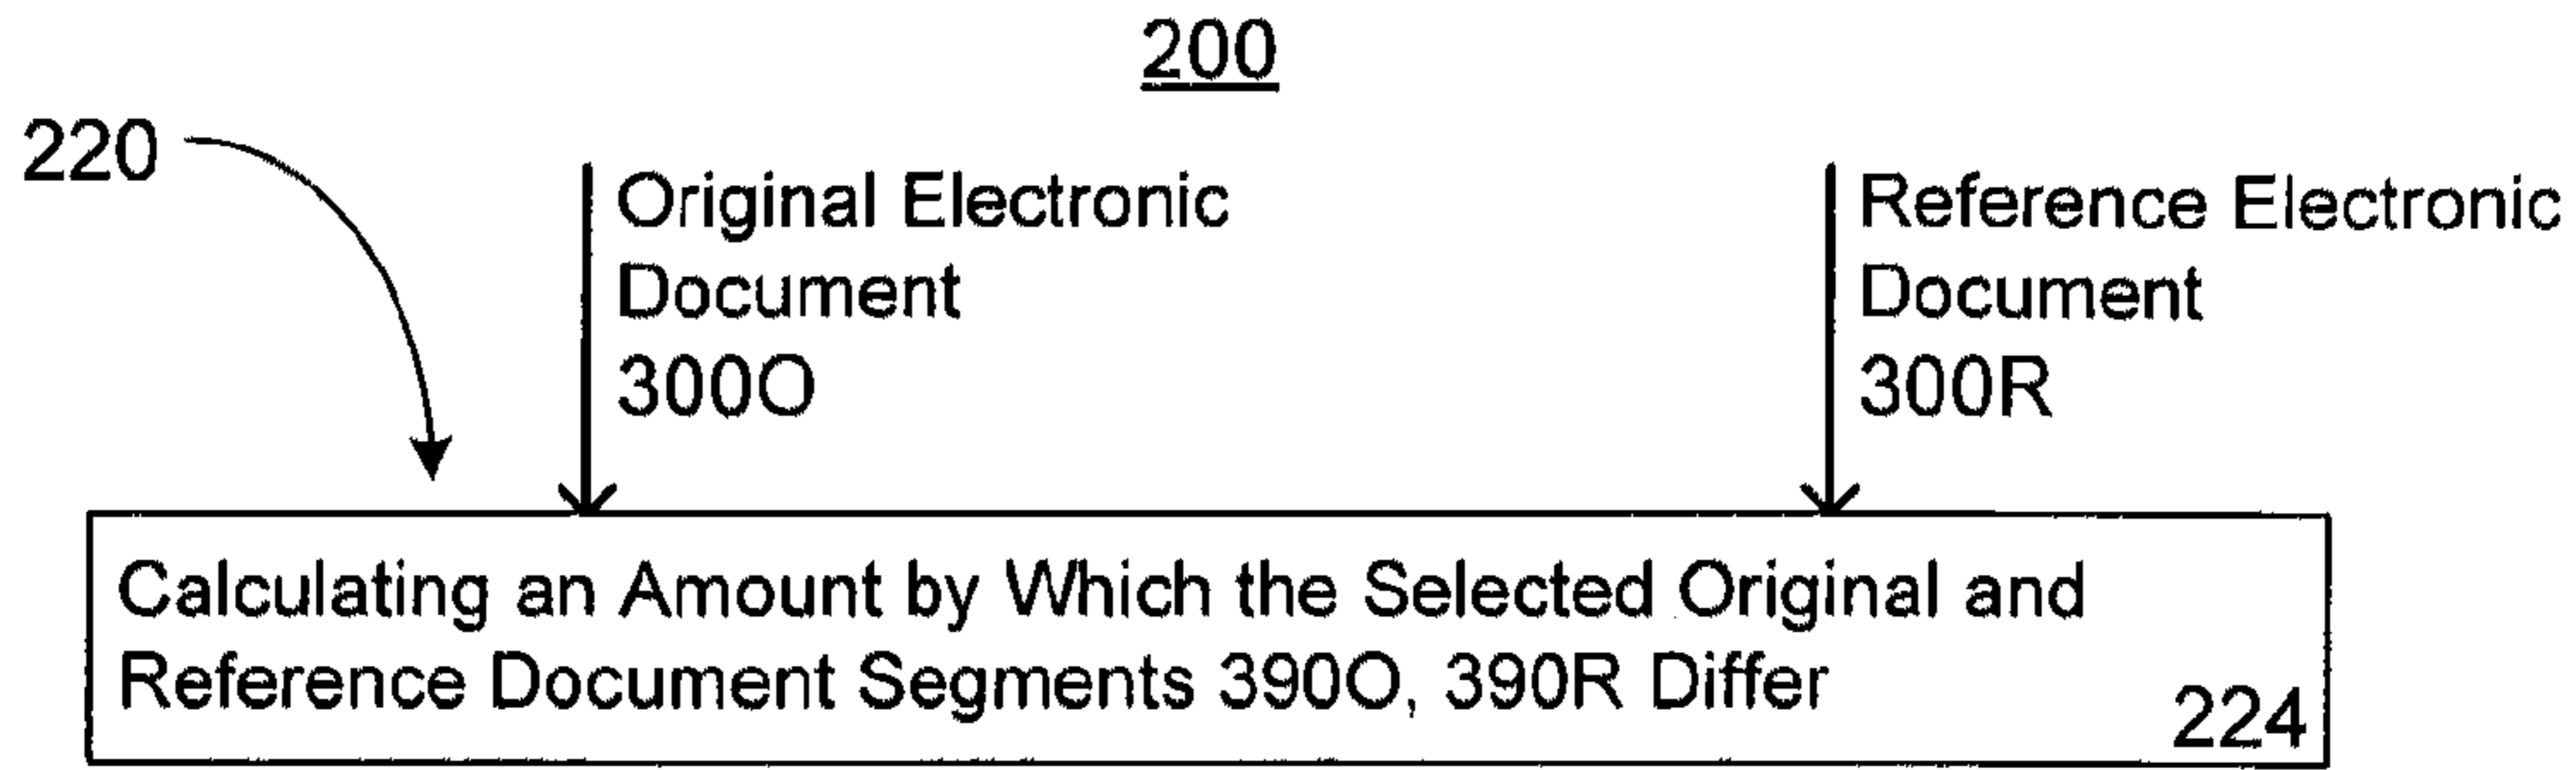 200
220
Original Electronic
Document
300O
Reference Electronic
Document
300R
Calculating an Amount by Which the Selected Original and
Reference Document Segments 390O, 390R Differ
224